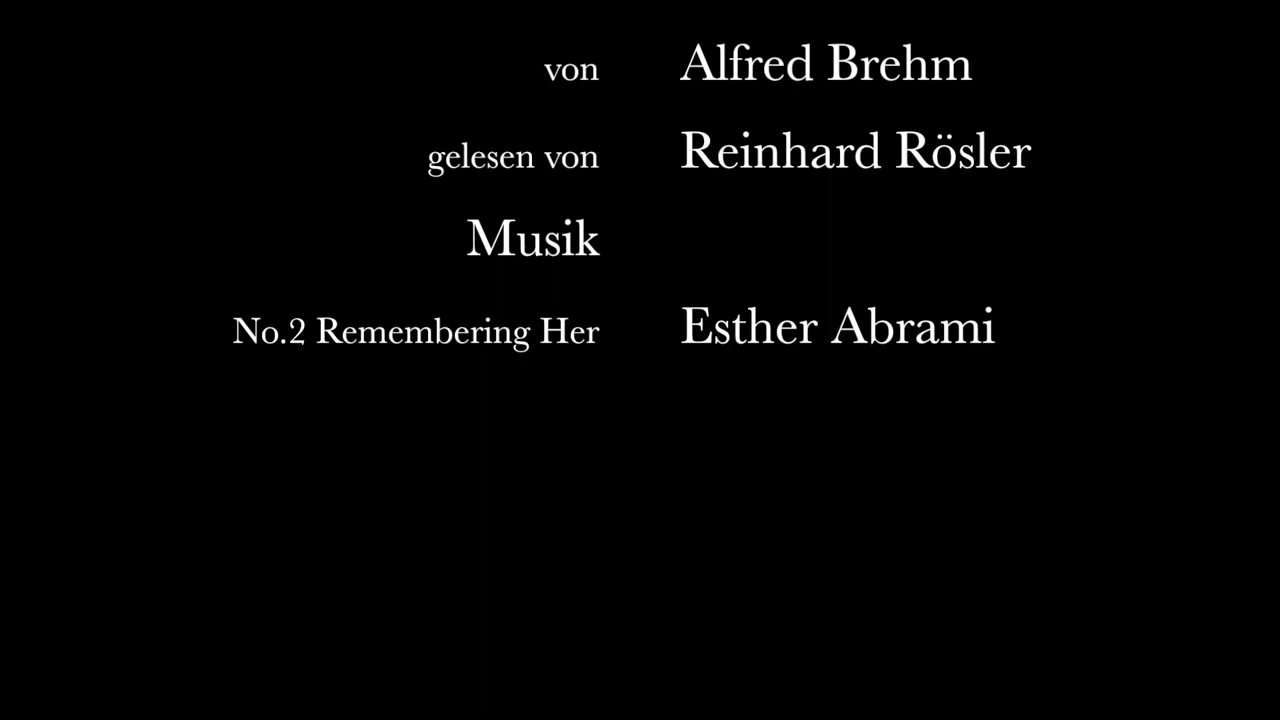 von Alfred Brehm
gelesen von Reinhard Rösler
Musik
No.2 Remembering Her Esther Abrami